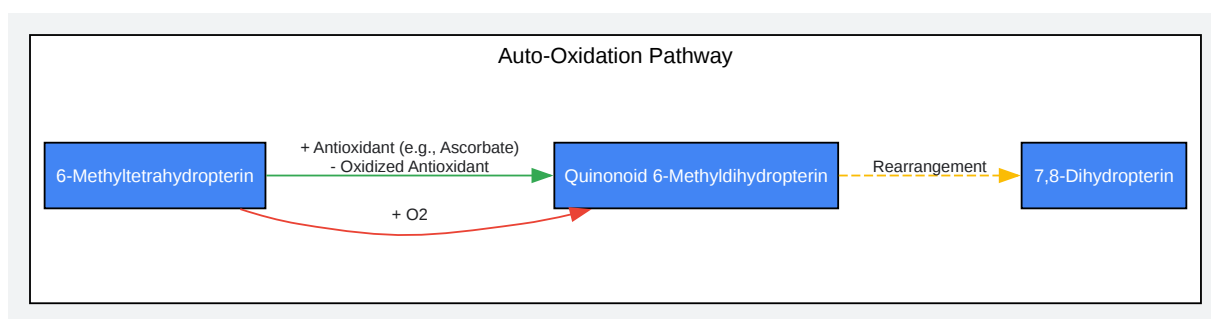 Auto-Oxidation Pathway
+ Antioxidant (e.g., Ascorbate)
- Oxidized Antioxidant
6-Methyltetrahydropterin
Quinonoid 6-Methyldihydropterin
Rearrangement
7,8-Dihydropterin
+ O2